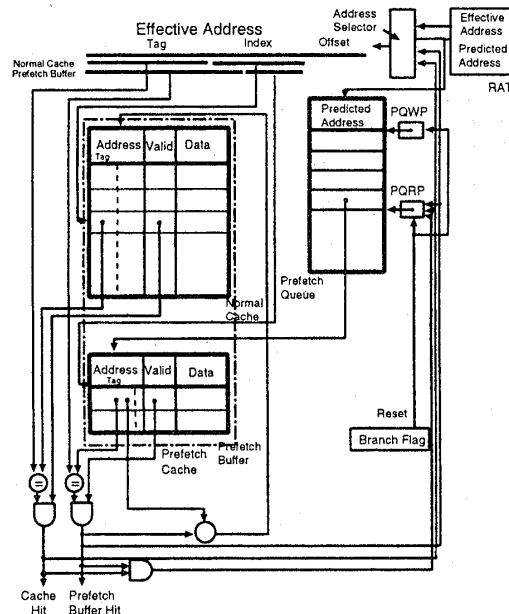 Effective Address
Tag
Index
Offset
Normal Cache
Prefetch Buffer
Address
Selector
Effective
Address
Predicted
Address
RAT
Predicted
Address
PQWP
PQRP
Address
Tag
Valid
Data
Prefetch
Queue
Normal
Cache
Address
Tag
Valid
Data
Reset
Branch Flag
Prefetch
Cache
Prefetch
Buffer
=
=
Cache
Hit
Prefetch
Buffer Hit